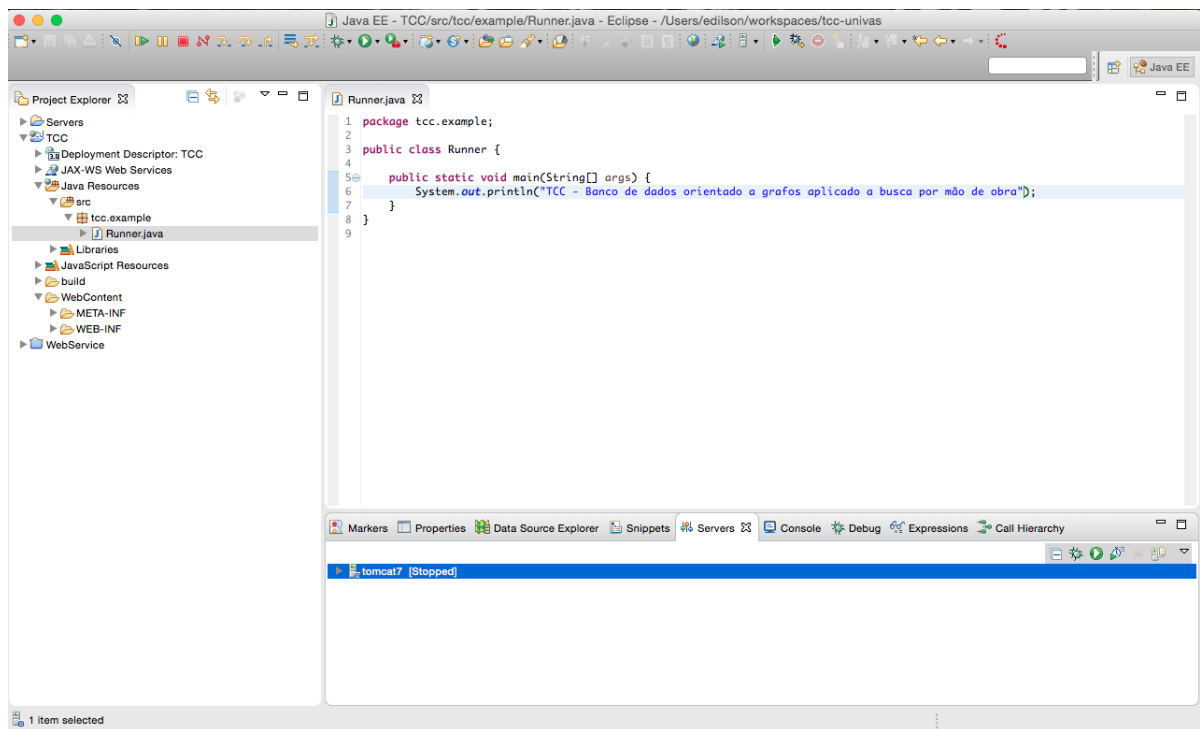 Java EE - TCC/src/tcc/example/Runner.java - Eclipse - /Users/edilson/workspaces/tcc-univas
Java EE
Project Explorer
Servers
TCC
Deployment Descriptor: TCC
JAX-WS Web Services
Java Resources
src
tcc.example
Runner.java
Libraries
JavaScript Resources
build
WebContent
META-INF
WEB-INF
WebService
Runner.java
1 package tcc.example;
2
3 public class Runner {
4
5 public static void main(String[] args) {
6 System.out.println("TCC - Banco de dados orientado a grafos aplicado a busca por mão de obra");
7 }
8 }
9
Markers Properties Data Source Explorer Snippets Servers Console Debug Expressions Call Hierarchy
tomcat7 [Stopped]
1 item selected